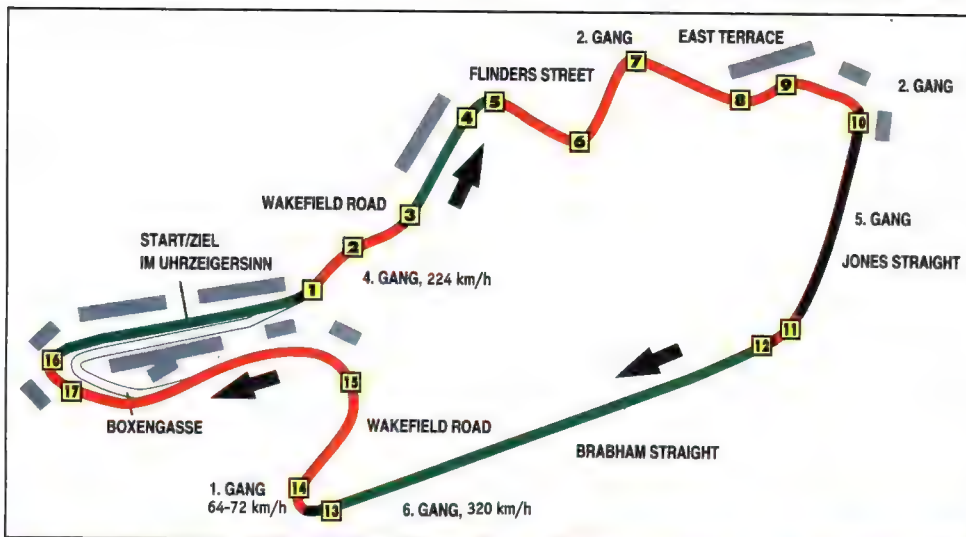 2. GANG
EAST TERRACE
7
FLINDERS STREET
9
2. GANG
8
5
4
10
6
WAKEFIELD ROAD
3
5. GANG
START/ZIEL
IM UHRZEIGERSINN
2
JONES STRAIGHT
4. GANG, 224 km/h
1
11
12
16
15
17
BOXENGASSE
WAKEFIELD ROAD
BRABHAM STRAIGHT
14
1. GANG
64-72 km/h
13
6. GANG, 320 km/h